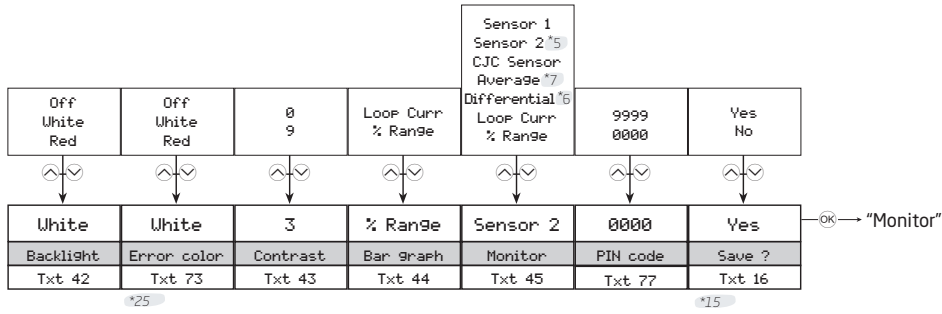 Sensor 1
Sensor 2 *5
CJC Sensor
Average *7
Differential *6
Loop Curr
% Range
Off
White
Red
Off
White
Red
0
9
Loop Curr
% Range
9999
0000
Yes
No
White
White
3
% Range
Sensor 2
0000
Yes
OK
"Monitor"
Backlight
Error color
Contrast
Bar graph
Monitor
PIN code
Save ?
Txt 42
Txt 73
Txt 43
Txt 44
Txt 45
Txt 77
Txt 16
*25
*15